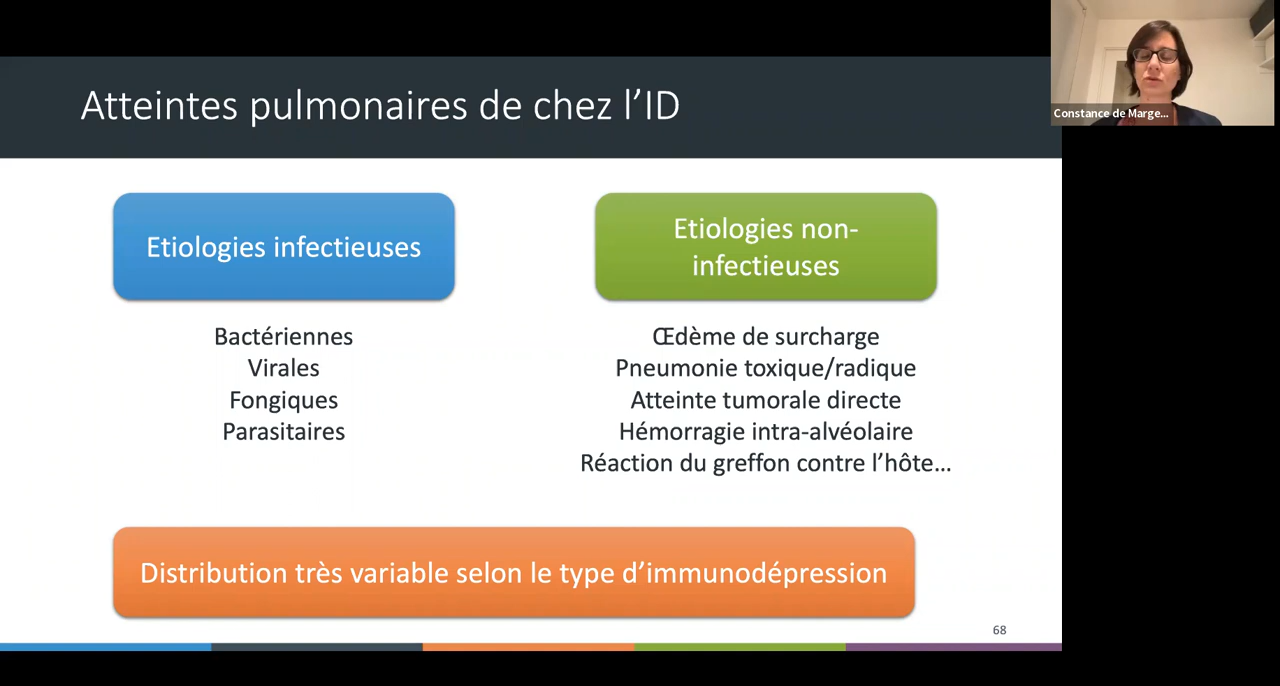 Atteintes pulmonaires de chez l’ID
Constance de Marge...
Etiologies infectieuses
Bactériennes
Virales
Fongiques
Parasitaires
Etiologies non-
infectieuses
Œdème de surcharge
Pneumonie toxique/radique
Atteinte tumorale directe
Hémorragie intra-alvéolaire
Réaction du greffon contre l’hôte…
Distribution très variable selon le type d’immunodépression
68